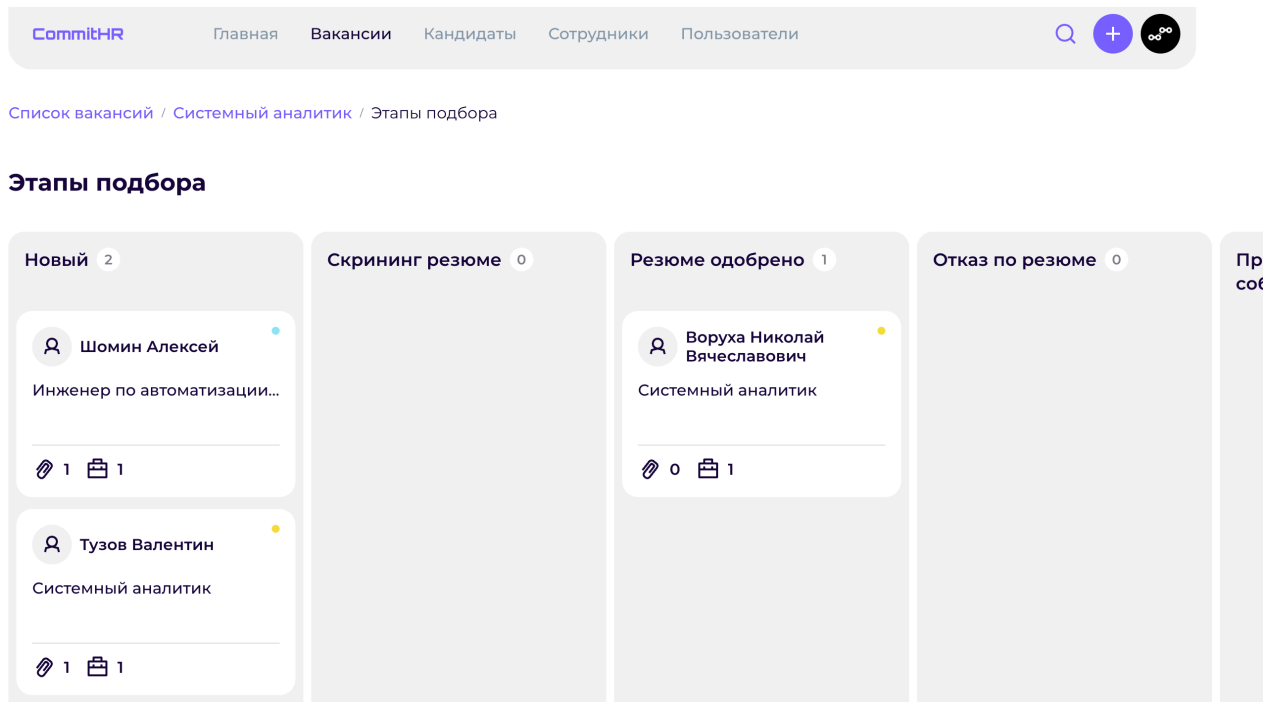 CommitHR
Главная
Вакансии
Кандидаты
Сотрудники
Пользователи
Список вакансий / Системный аналитик / Этапы подбора
Этапы подбора
Новый 2
Шомин Алексей
Инженер по автоматизации...
1 1
Тузов Валентин
Системный аналитик
1 1
Скрининг резюме 0
Резюме одобрено 1
Воруха Николай
Вячеславович
Системный аналитик
0 1
Отказ по резюме 0
Пр
соб